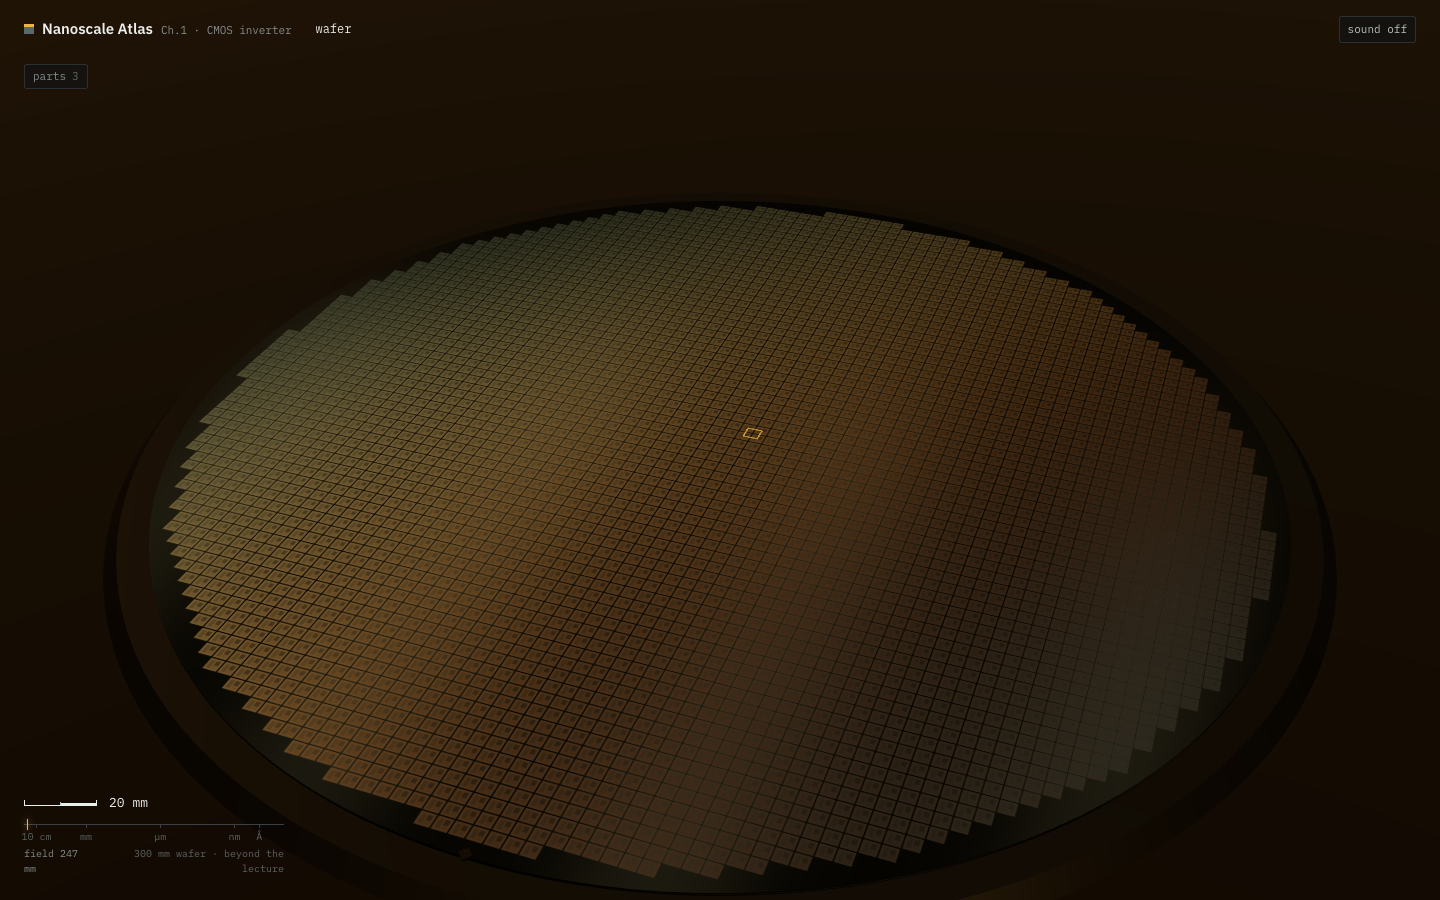 Nanoscale Atlas Ch.1 · CMOS inverter wafer
sound off
parts 3
20 mm
10 cm mm µm nm Å
field 247 mm
300 mm wafer · beyond the lecture